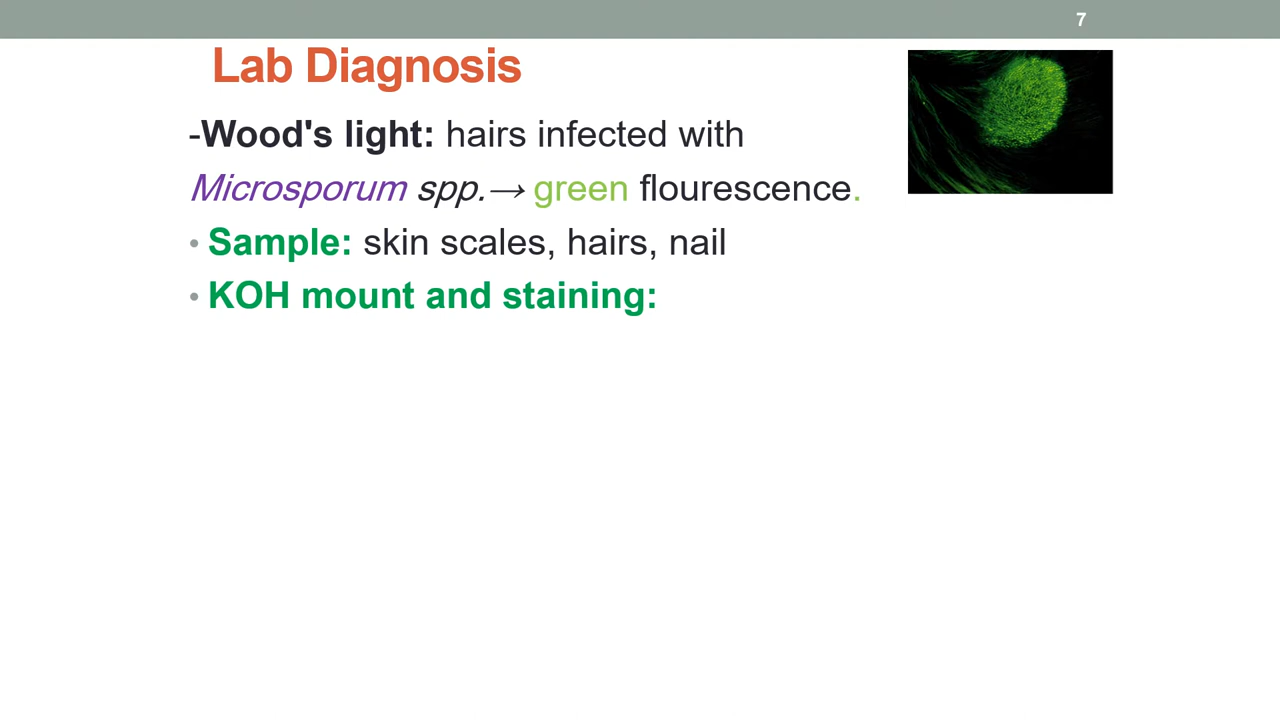 7
Lab Diagnosis
-Wood's light: hairs infected with
Microsporum spp.→ green flourescence.
• Sample: skin scales, hairs, nail
• KOH mount and staining: